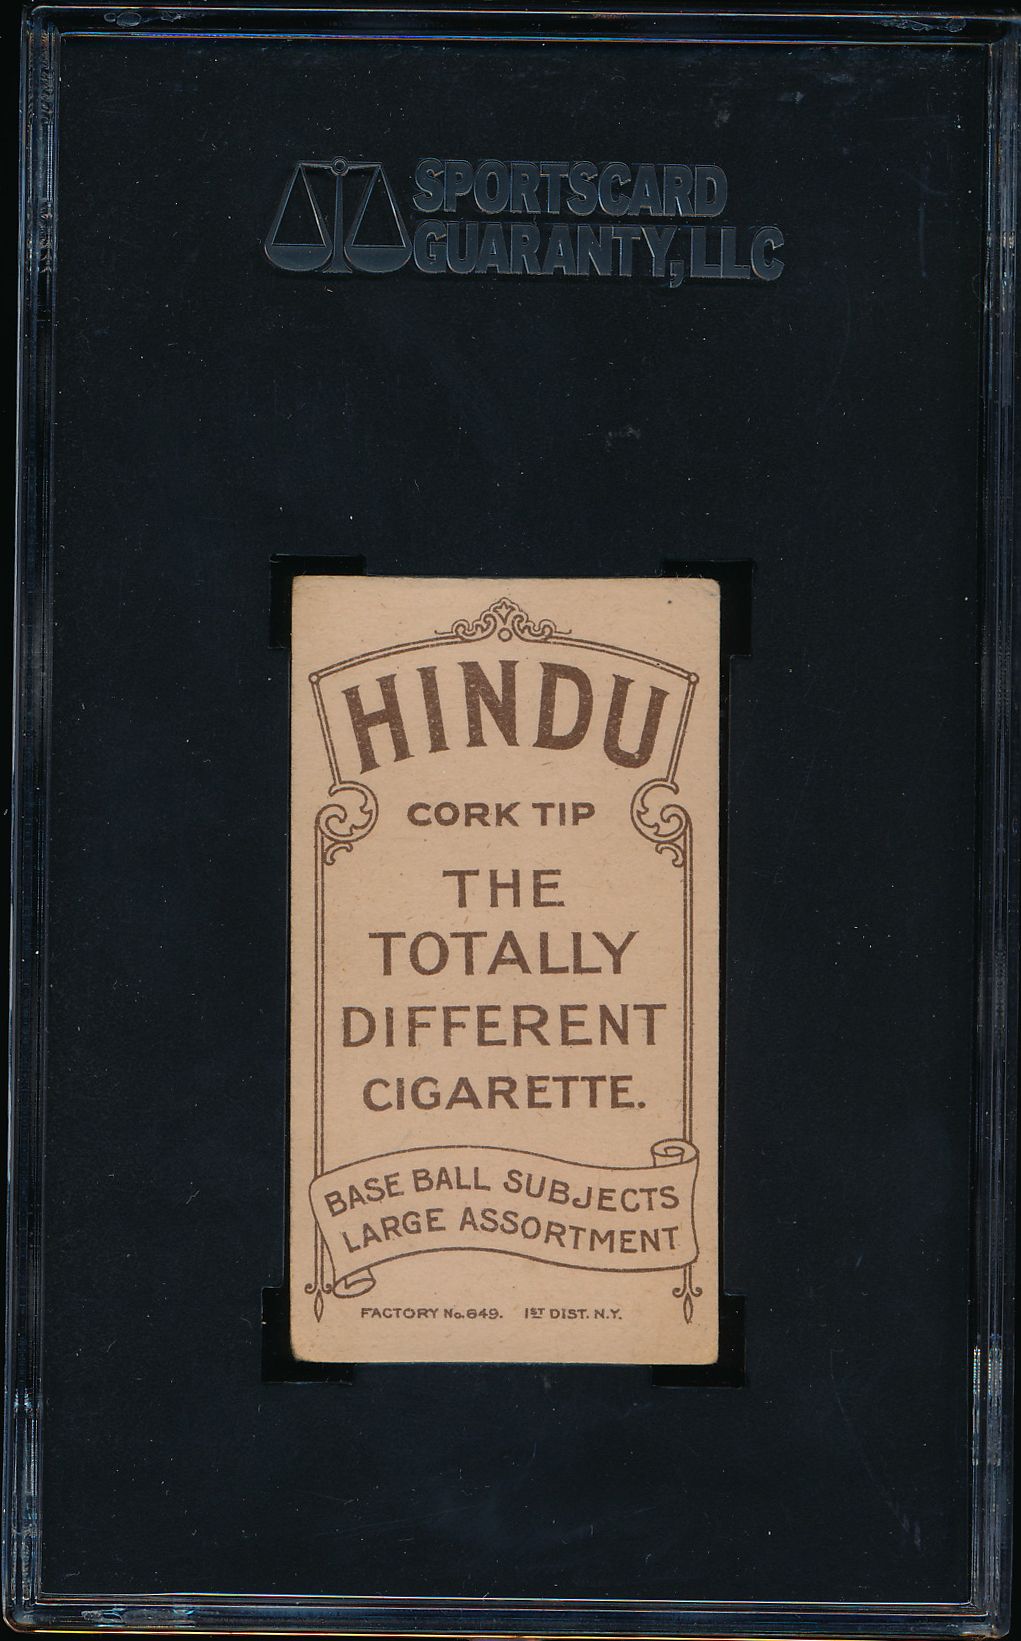 SPORTSCARD
GUARANTY, LLC
HINDU
CORK TIP
THE
TOTALLY
DIFFERENT
CIGARETTE.
BASE BALL SUBJECTS
LARGE ASSORTMENT
FACTORY No. 649. 1ST DIST. N.Y.